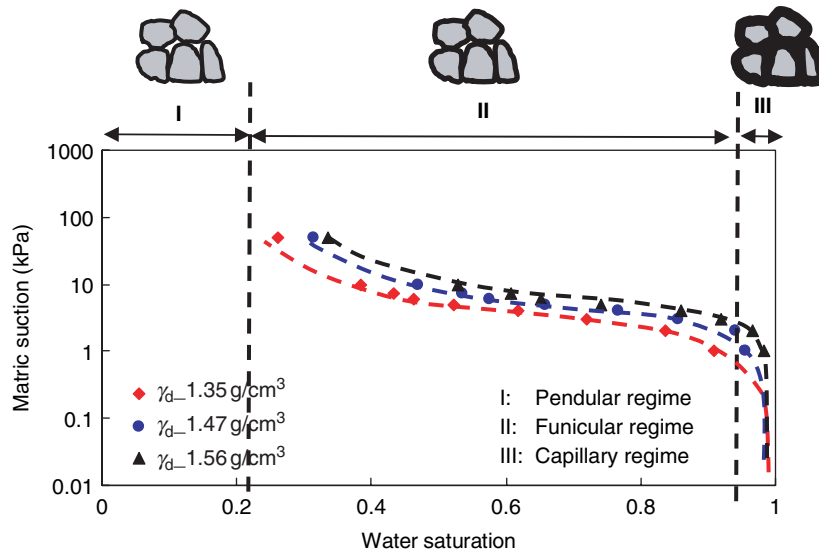 I II III
1000
100
10
1
0.1
0.01
Matric suction (kPa)
γd_1.35 g/cm³
γd_1.47 g/cm³
γd_1.56 g/cm³
I: Pendular regime
II: Funicular regime
III: Capillary regime
0 0.2 0.4 0.6 0.8 1
Water saturation